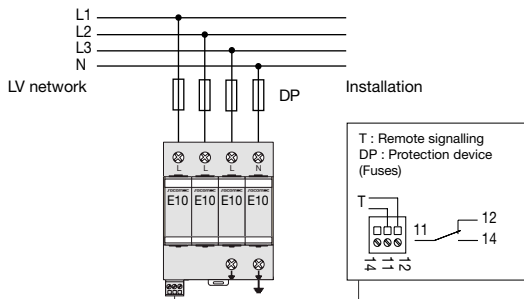 L1
L2
L3
N
LV network
DP
Installation
L L L N
E10 E10 E10 E10
T : Remote signalling
DP : Protection device
(Fuses)
T
11 12
14
14 11 12